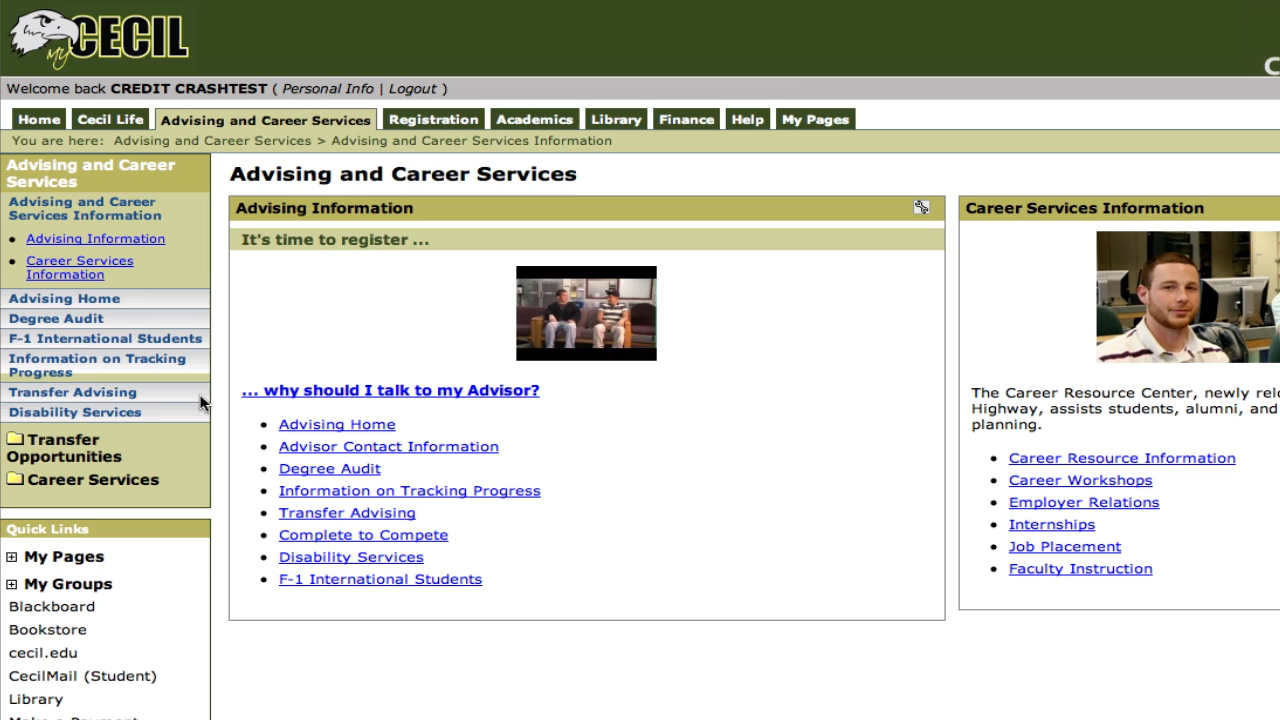 my CECIL
C
Welcome back CREDIT CRASHTEST ( Personal Info | Logout )
Home Cecil Life Advising and Career Services Registration Academics Library Finance Help My Pages
You are here: Advising and Career Services > Advising and Career Services Information
Advising and Career
Services
Advising and Career
Services Information
Advising Information
Career Services
Information
Advising Home
Degree Audit
F-1 International Students
Information on Tracking
Progress
Transfer Advising
Disability Services
Transfer
Opportunities
Career Services
Quick Links
My Pages
My Groups
Blackboard
Bookstore
cecil.edu
CecilMail (Student)
Library
Make a Payment
Advising and Career Services
Advising Information
It's time to register ...
... why should I talk to my Advisor?
Advising Home
Advisor Contact Information
Degree Audit
Information on Tracking Progress
Transfer Advising
Complete to Compete
Disability Services
F-1 International Students
Career Services Information
The Career Resource Center, newly relo
Highway, assists students, alumni, and
planning.
Career Resource Information
Career Workshops
Employer Relations
Internships
Job Placement
Faculty Instruction